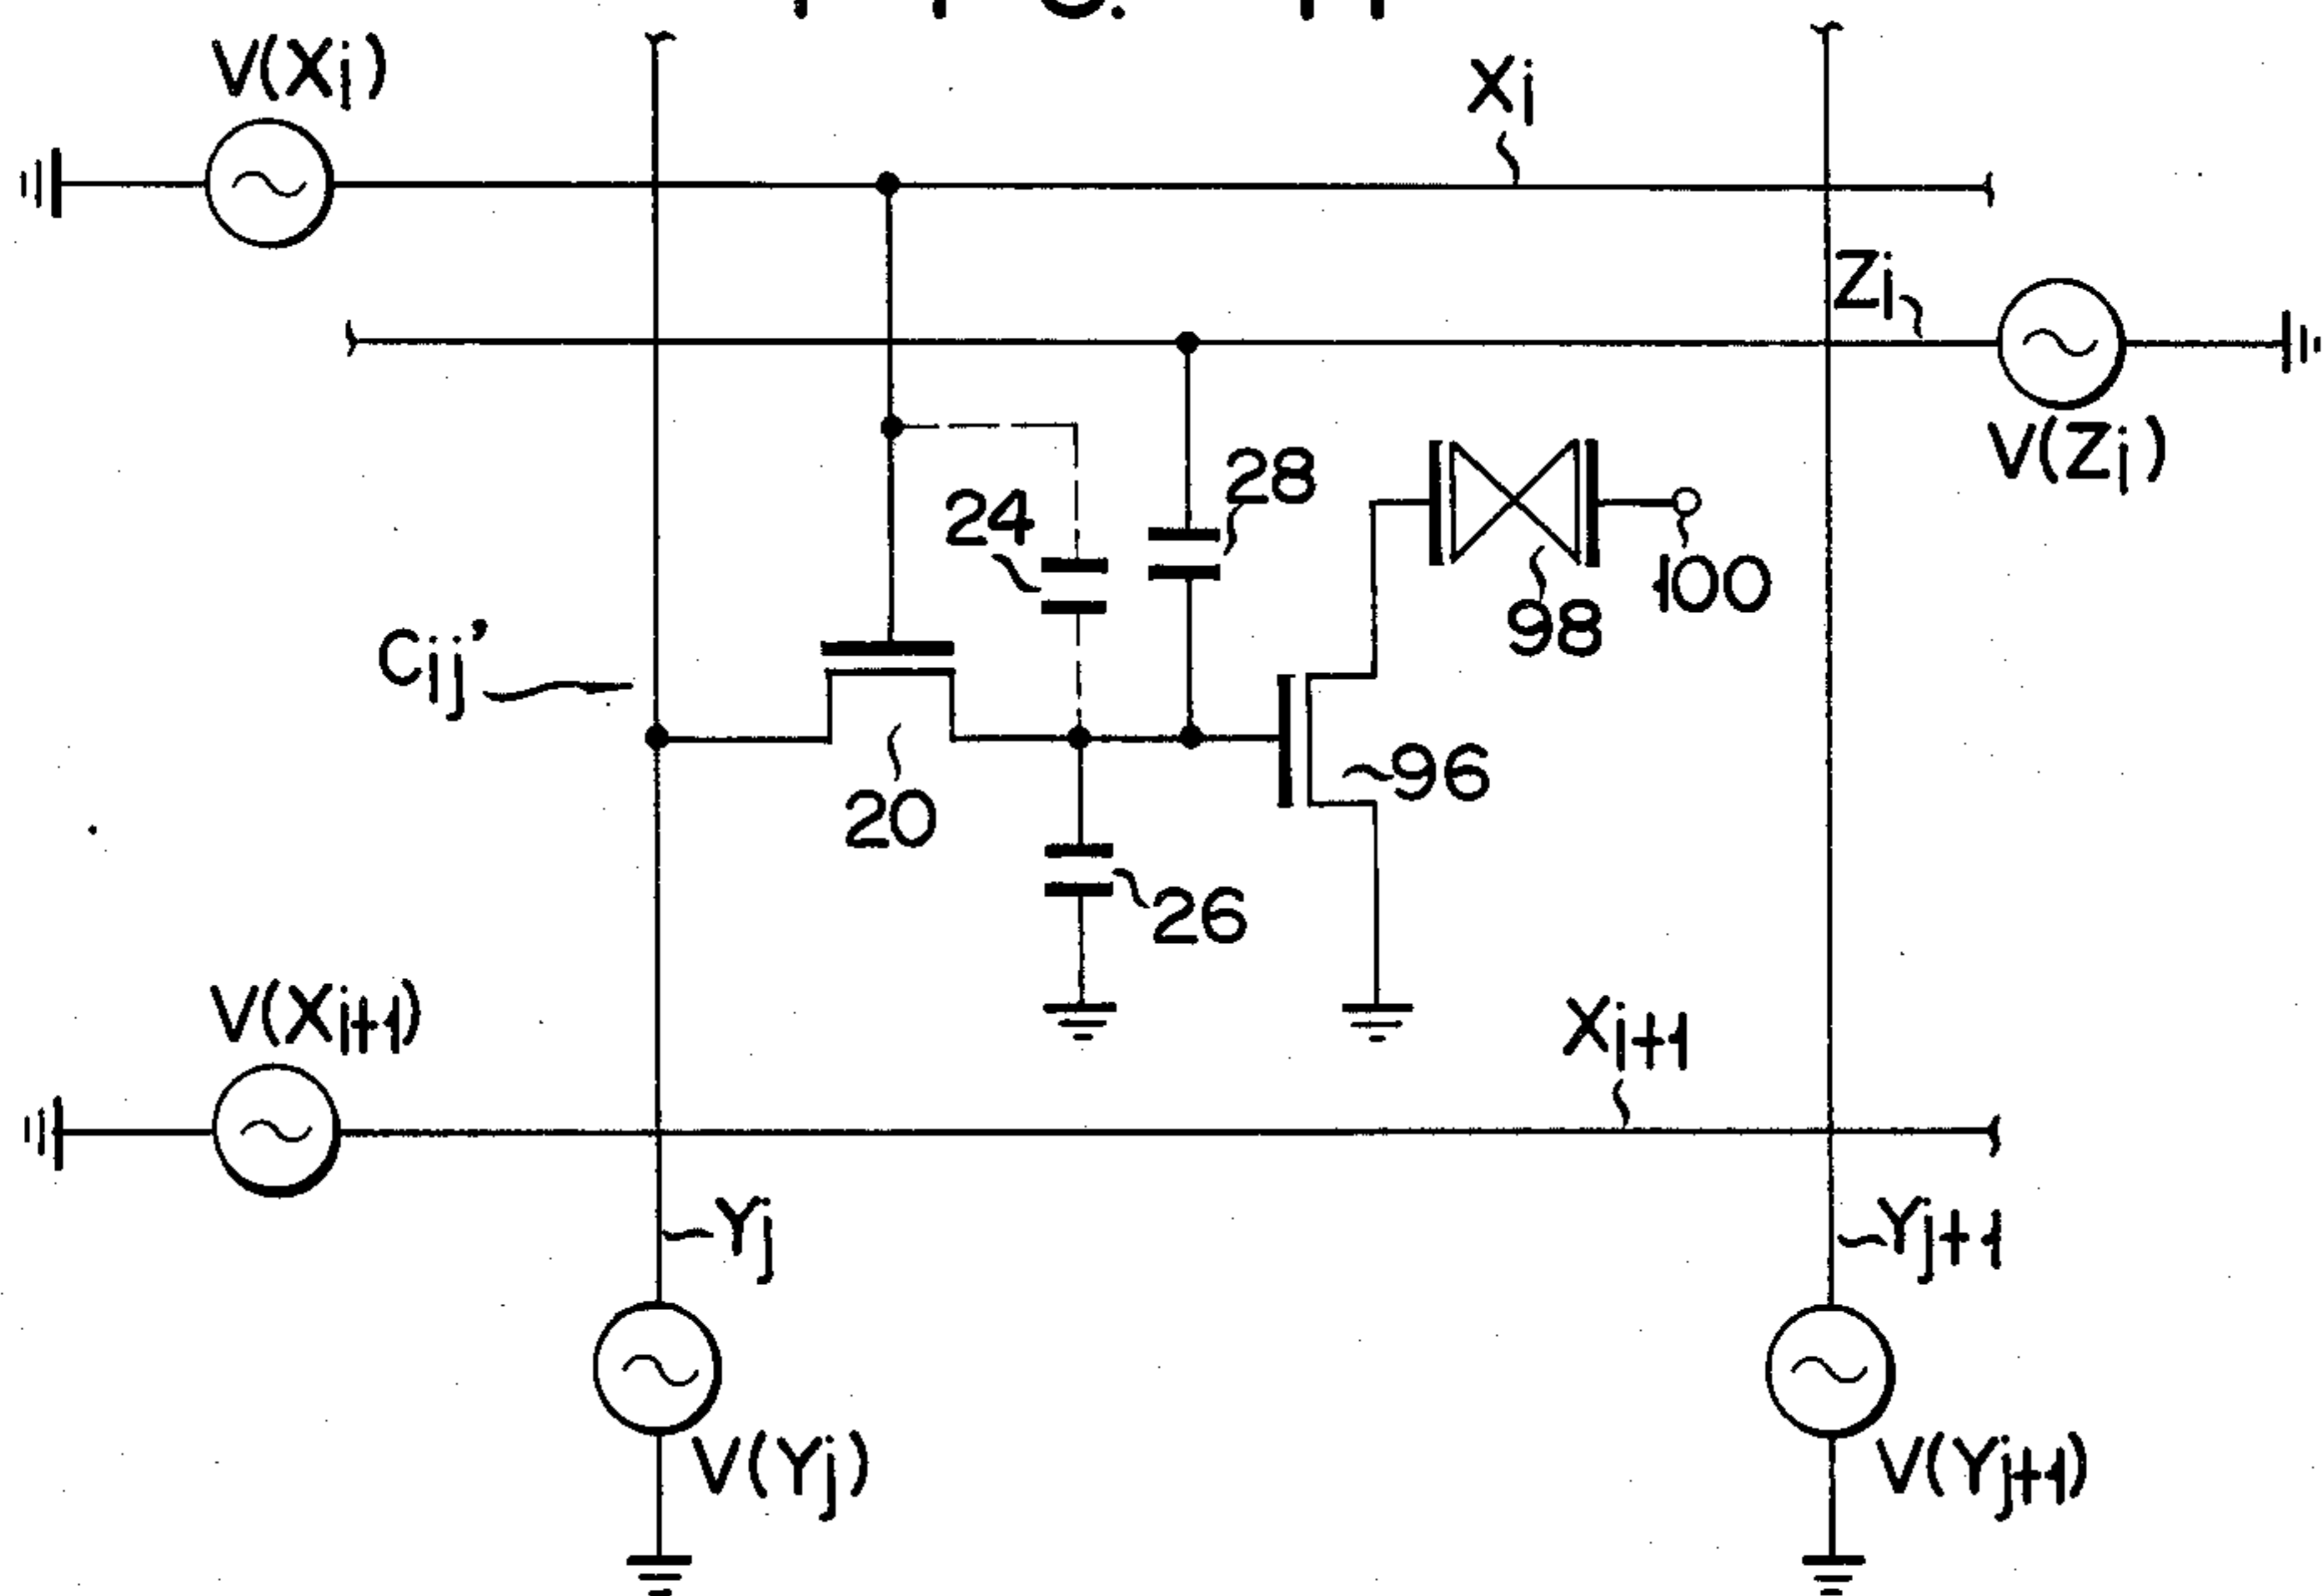 V(Xi)
Xi
Zi
V(Zi)
28
24
100
98
Cij'
96
20
26
V(Xi+1)
Xi+1
Yj
Yj+1
V(Yj)
V(Yj+1)